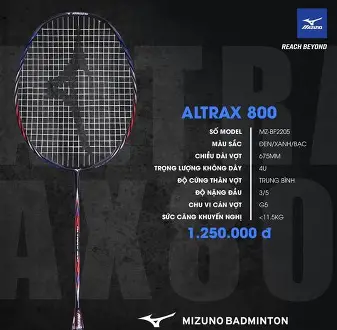 MIZUNO
REACH BEYOND
ALTRAX 800
SỐ MODEL MZ-BF2205
MÀU SẮC ĐEN/XANH/BẠC
CHIỀU DÀI VỢT 675MM
TRỌNG LƯỢNG KHÔNG DÂY 4U
ĐỘ CỨNG THÂN VỢT TRUNG BÌNH
ĐỘ NẶNG ĐẦU 3/5
CHU VI CÁN VỢT G5
SỨC CĂNG KHUYẾN NGHỊ <11.5KG
1.250.000 đ
MIZUNO BADMINTON